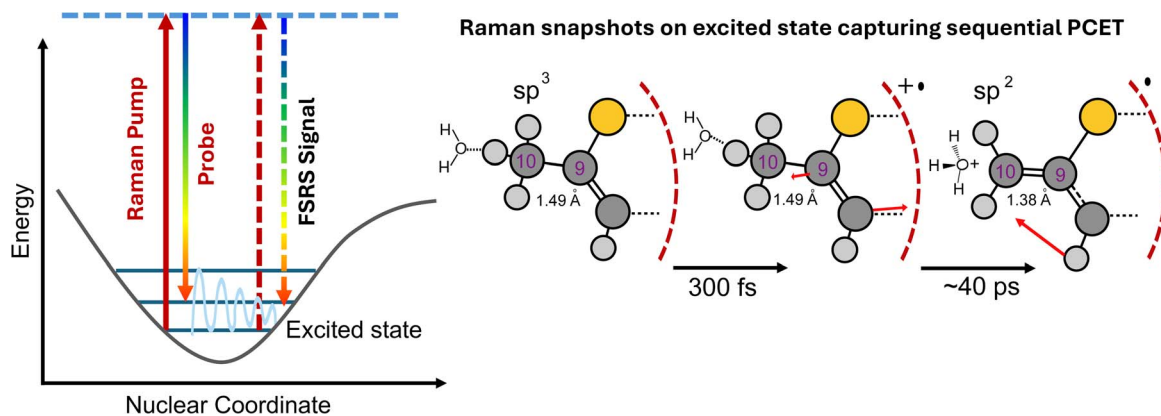 Raman snapshots on excited state capturing sequential PCET
Energy
Raman Pump
Probe
FSRS Signal
Excited state
Nuclear Coordinate
sp3
H
O
H
10
9
1.49 Å
300 fs
+•
H
O
H
10
9
1.49 Å
~40 ps
•
sp2
H
H
O+
H
10
9
1.38 Å